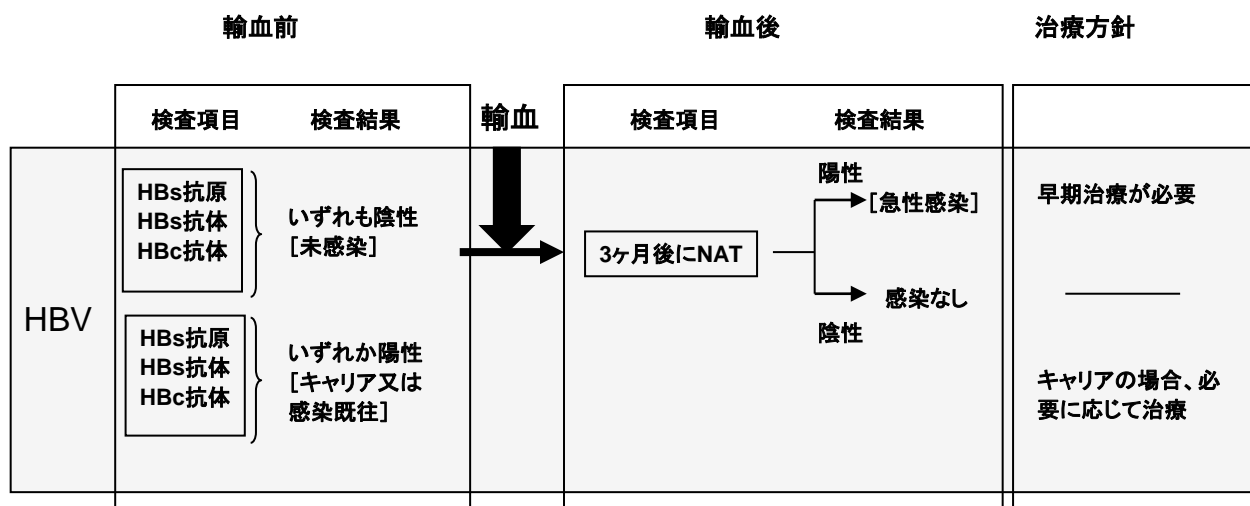 輸血前
輸血後
治療方針
検査項目
検査結果
輸血
検査項目
検査結果
HBV
HBs抗原
HBs抗体
HBc抗体
いずれも陰性
[未感染]
3ヶ月後にNAT
陽性
[急性感染]
早期治療が必要
感染なし
陰性
HBs抗原
HBs抗体
HBc抗体
いずれか陽性
[キャリア又は
感染既往]
キャリアの場合、必
要に応じて治療